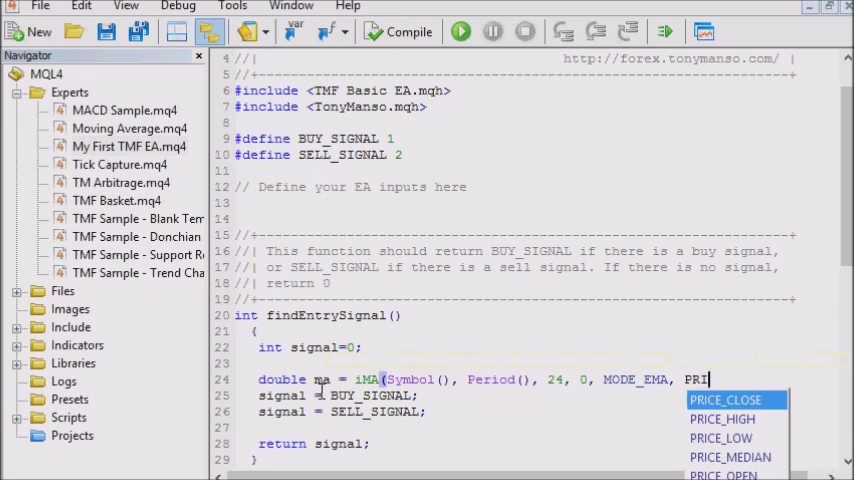 File Edit View Debug Tools Window Help
New var f Compile
Navigator
MQL4
Experts
MACD Sample.mq4
Moving Average.mq4
My First TMF EA.mq4
Tick Capture.mq4
TM Arbitrage.mq4
TMF Basket.mq4
TMF Sample - Blank Tem
TMF Sample - Donchian
TMF Sample - Support Re
TMF Sample - Trend Cha
Files
Images
Include
Indicators
Libraries
Logs
Presets
Scripts
Projects
4 //| http://forex.tonymanso.com/ |
5 //+------------------------------------------------------------------+
6 #include <TMF Basic EA.mqh>
7 #include <TonyManso.mqh>
8
9 #define BUY_SIGNAL 1
10 #define SELL_SIGNAL 2
11
12 // Define your EA inputs here
13
14
15 //+------------------------------------------------------------------+
16 //| This function should return BUY_SIGNAL if there is a buy signal,
17 //| or SELL_SIGNAL if there is a sell signal. If there is no signal,
18 //| return 0
19 //+------------------------------------------------------------------+
20 int findEntrySignal()
21 {
22 int signal=0;
23
24 double ma = iMA(Symbol(), Period(), 24, 0, MODE_EMA, PRI
25 signal = BUY_SIGNAL;
26 signal = SELL_SIGNAL;
27
28 return signal;
29 }
PRICE_CLOSE
PRICE_HIGH
PRICE_LOW
PRICE_MEDIAN
PRICE_OPEN